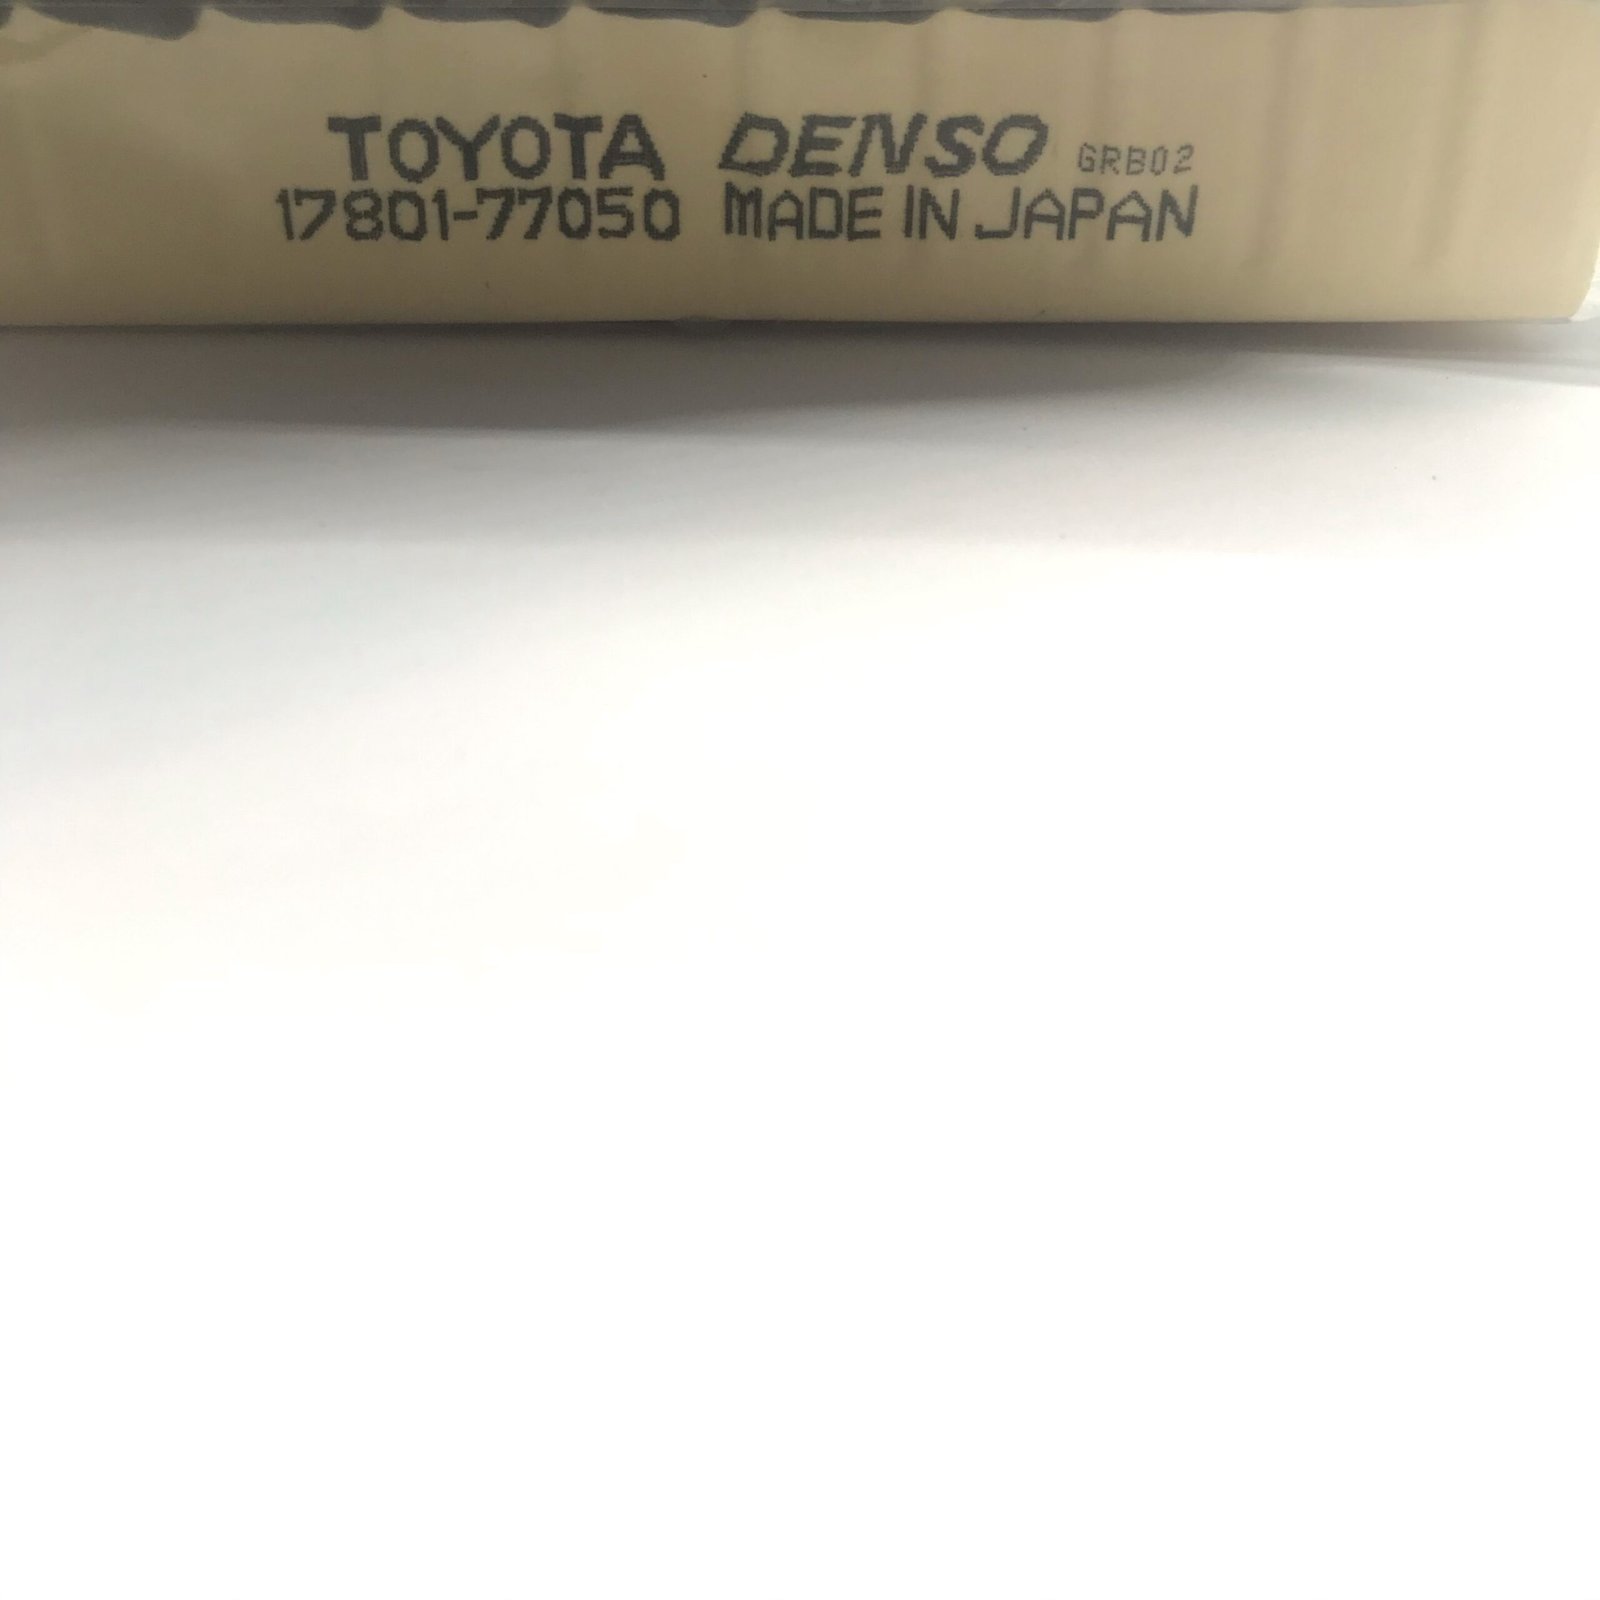 TOYOTA DENSO GRB02
17801-77050 MADE IN JAPAN